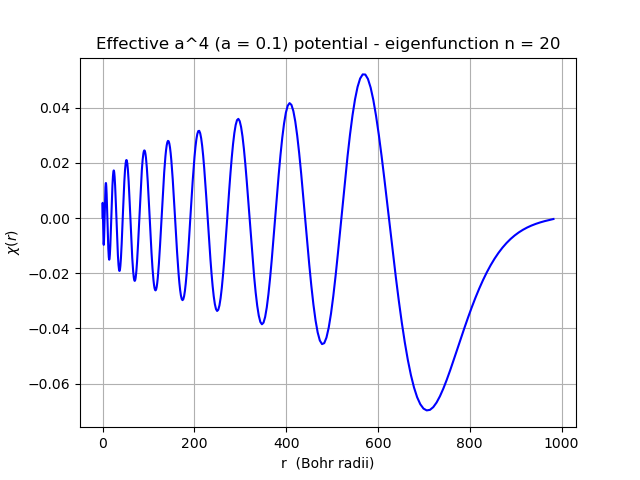 Effective a^4 (a = 0.1) potential - eigenfunction n = 20
0.04
0.02
0.00
−0.02
−0.04
−0.06
χ(r)
0 200 400 600 800 1000
r (Bohr radii)